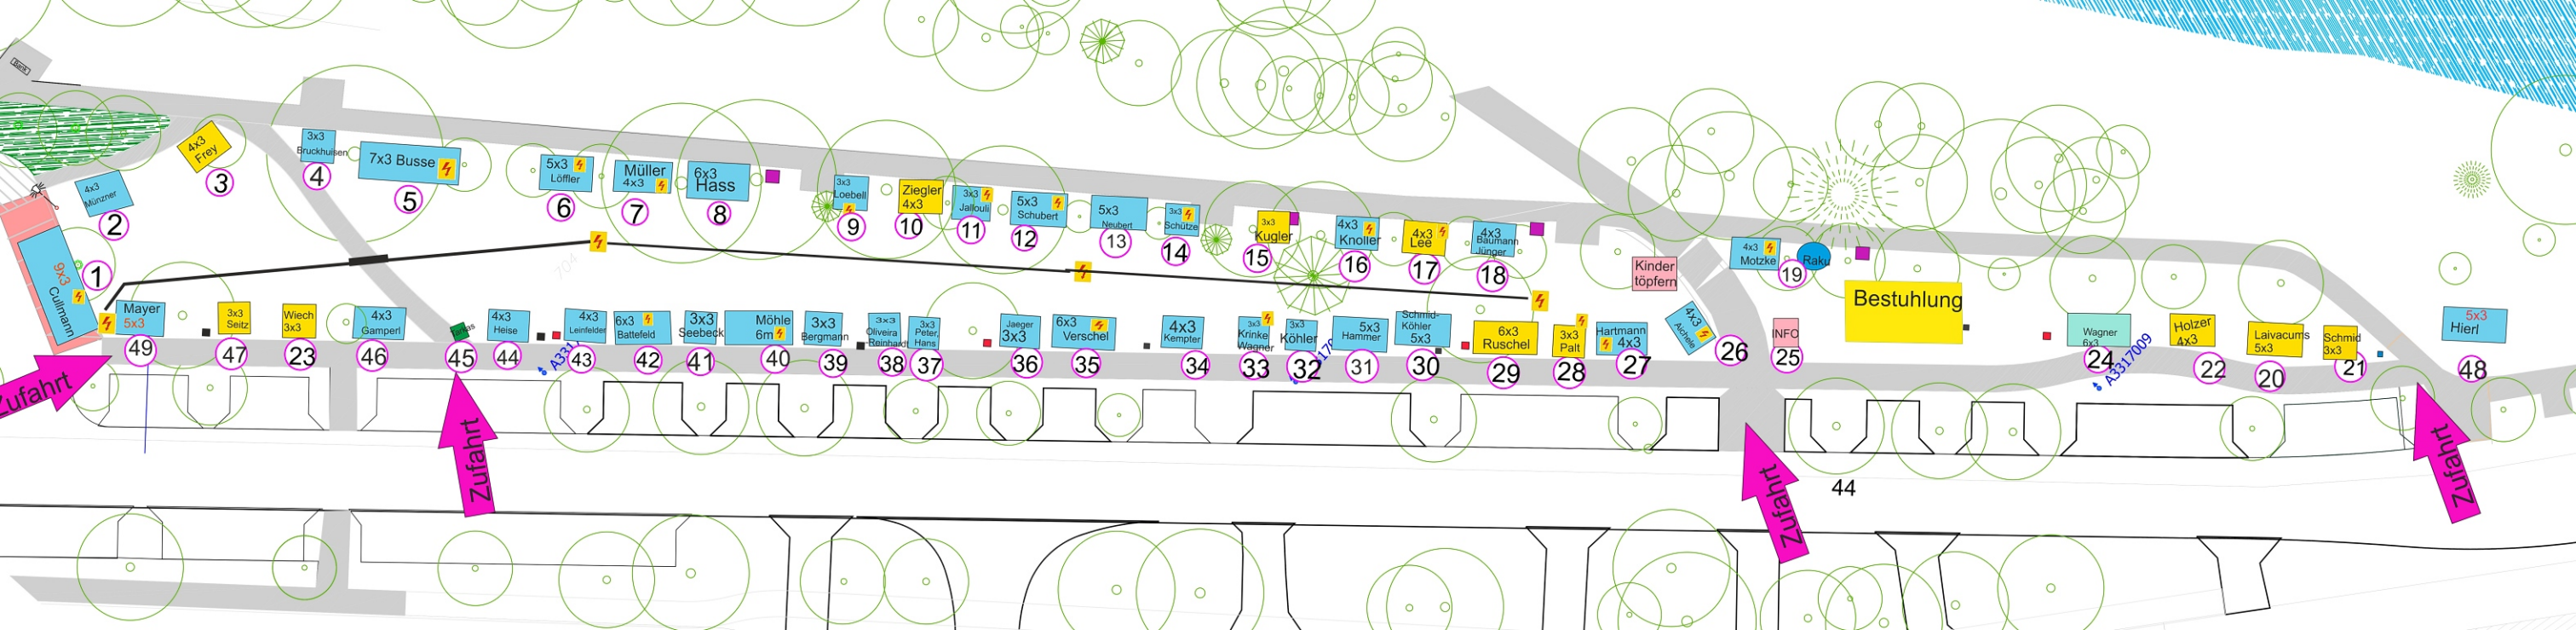 Bank
4x3
Frey
3
4x3
Münzner
2
3x3
Bruckhuisen
4
7x3 Busse
5
5x3
Löffler
6
Müller
4x3
7
6x3
Hass
8
3x3
Loebell
9
Ziegler
4x3
10
3x3
Jallouli
11
5x3
Schubert
12
5x3
Neubert
13
3x3
Schütze
14
3x3
Kugler
15
4x3
Knoller
16
4x3
Lee
17
4x3
Baumann
Jünger
18
Kinder
töpfern
4x3
Motzke
19
Raku
Bestuhlung
704
9x3
Cullmann
1
Mayer
5x3
49
3x3
Seitz
47
Wiech
3x3
23
4x3
Gamperl
46
45
4x3
Heise
44
A331
4x3
Leinfelder
43
6x3
Battefeld
42
3x3
Seebeck
41
Möhle
6m
40
3x3
Bergmann
39
3x3
Oliveira
Reinhardt
38
3x3
Peter,
Hans
37
Jaeger
3x3
36
6x3
Verschel
35
4x3
Kempter
34
3x3
Krinke
Wagner
33
3x3
Köhler
32
5x3
Hammer
31
Schmid-
Köhler
5x3
30
6x3
Ruschel
29
3x3
Palt
28
Hartmann
4x3
27
4x3
Aichele
26
INFO
25
Wagner
6x3
24
A3317009
Holzer
4x3
22
Laivacums
5x3
20
Schmid
3x3
21
5x3
Hierl
48
Zufahrt
Zufahrt
Zufahrt
Zufahrt
44